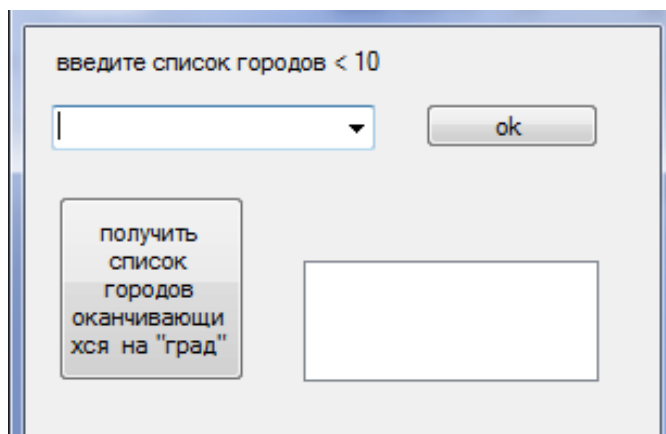 введите список городов < 10
ok
получить
список
городов
оканчивающи
хся на "град"